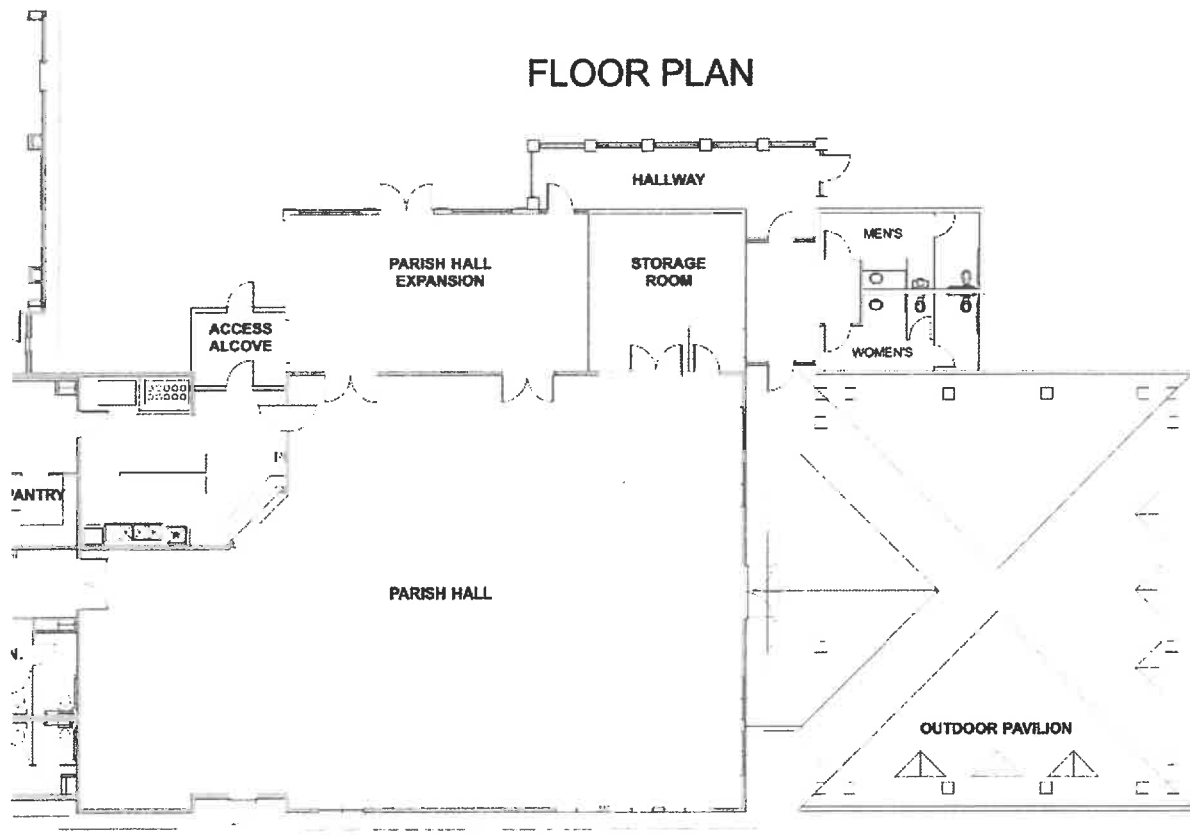 FLOOR PLAN
HALLWAY
MEN'S
PARISH HALL
EXPANSION
STORAGE
ROOM
ACCESS
ALCOVE
WOMEN'S
PANTRY
PARISH HALL
N.
OUTDOOR PAVILION